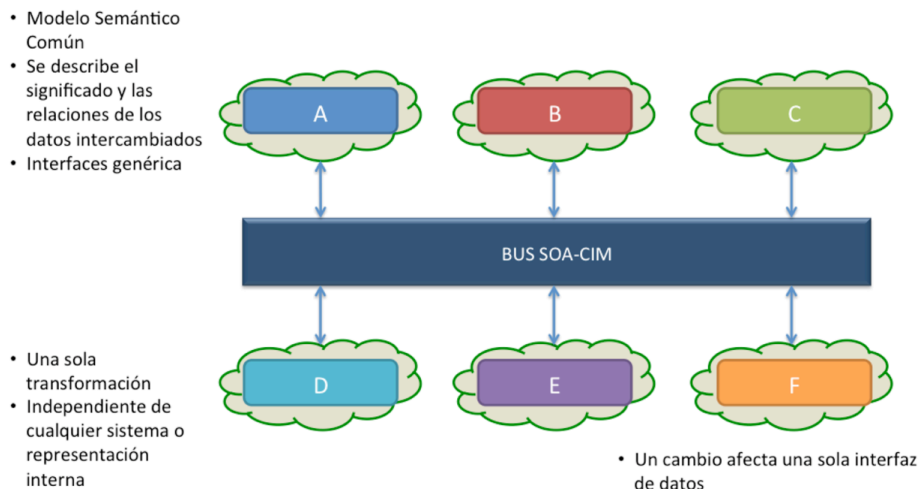 • Modelo Semántico
Común
• Se describe el
significado y las
relaciones de los
datos intercambiados
• Interfaces genérica
A
B
C
BUS SOA-CIM
D
E
F
• Una sola
transformación
• Independiente de
cualquier sistema o
representación
interna
• Un cambio afecta una sola interfaz
de datos